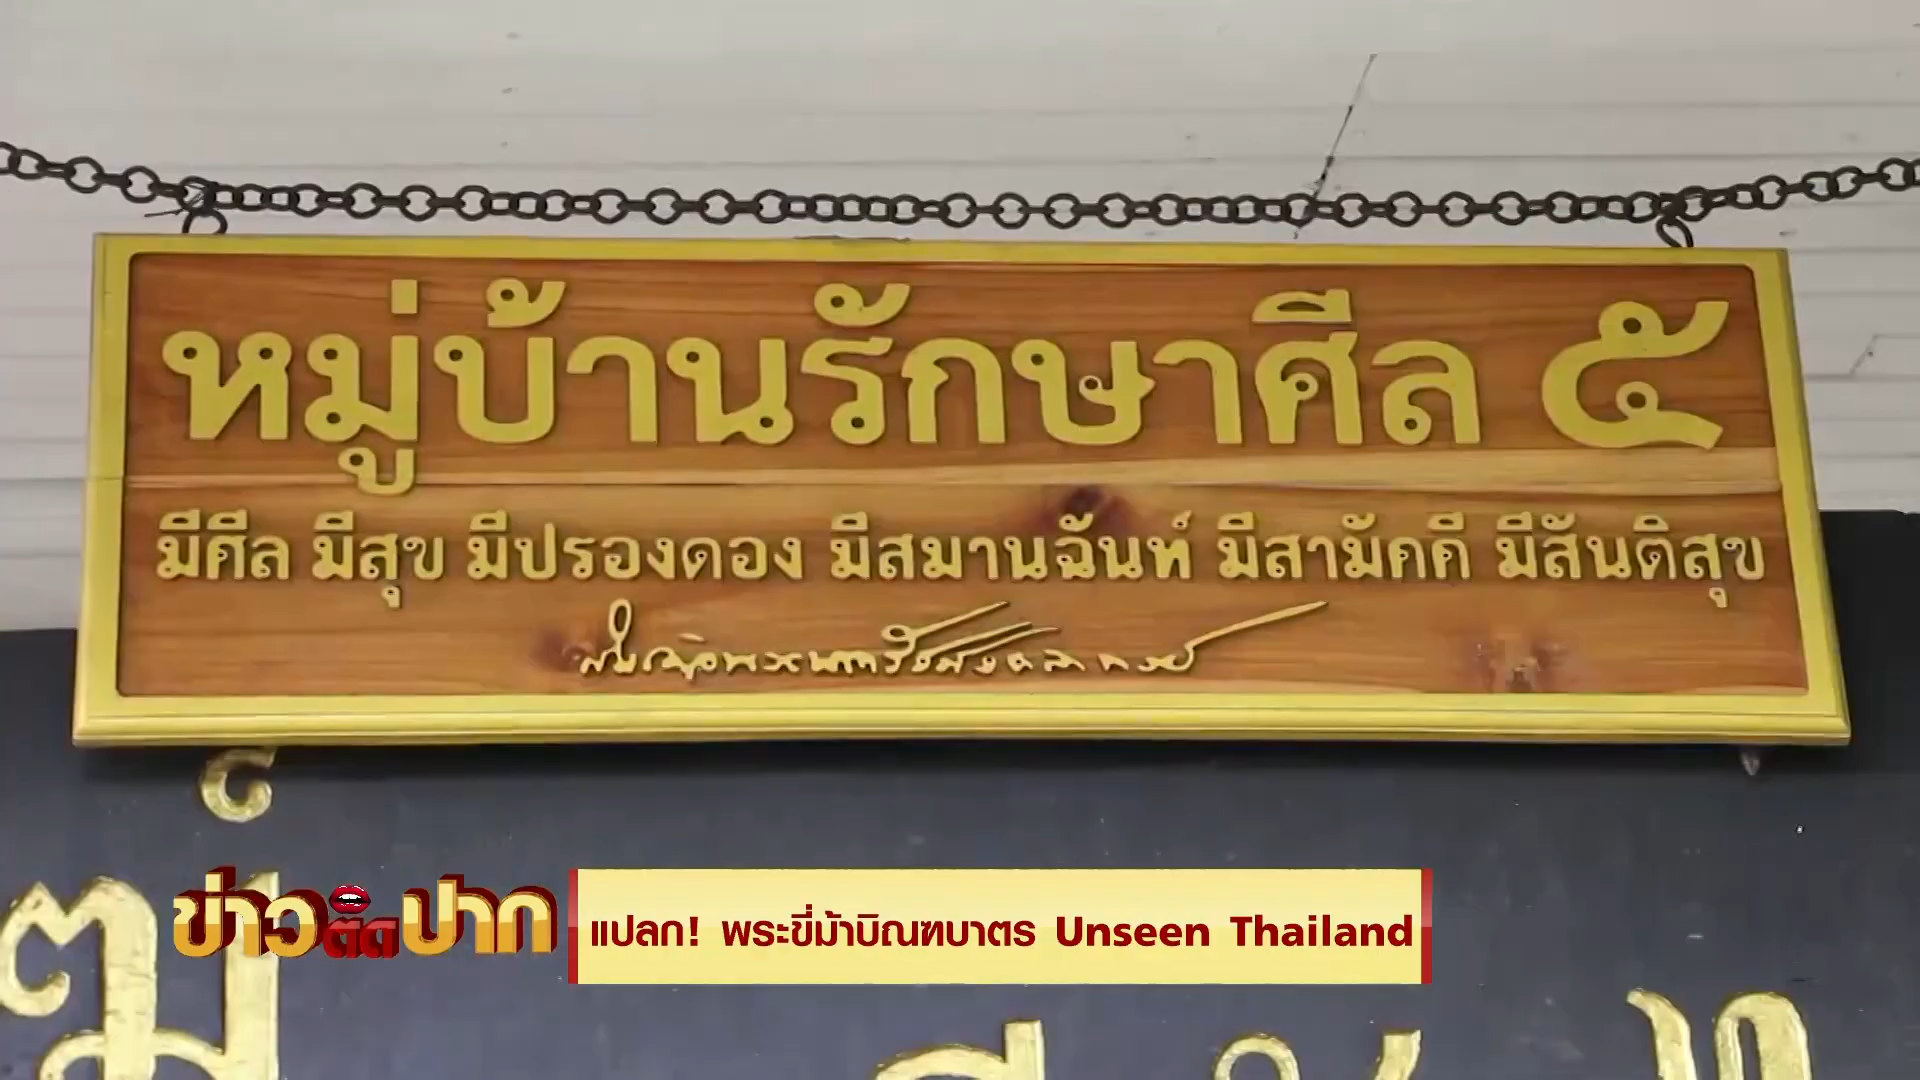 หมู่บ้านรักษาศีล ๕
มีศีล มีสุข มีปรองดอง มีสมานฉันท์ มีสามัคคี มีสันติสุข
ข่าวติดปาก
แปลก! พระขี่ม้าบิณฑบาตร Unseen Thailand